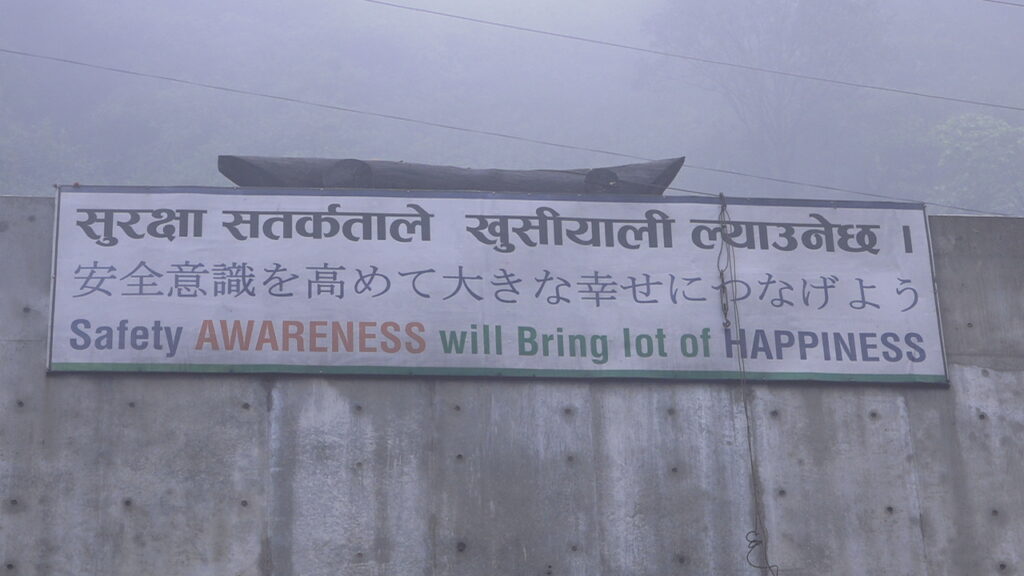 सुरक्षा सतर्कताले खुसीयाली ल्याउनेछ ।
安全意識を高めて大きな幸せにつなげよう
Safety AWARENESS will Bring lot of HAPPINESS